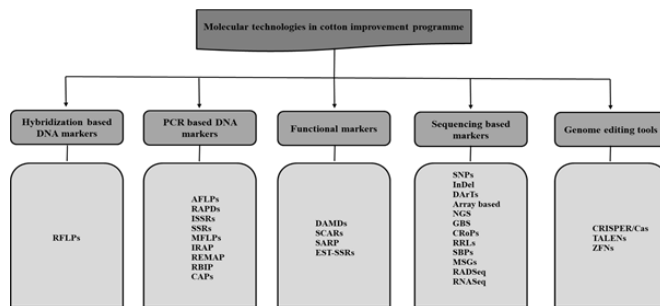 Molecular technologies in cotton improvement programme
Hybridization based
DNA markers
PCR based DNA
markers
Functional markers
Sequencing based
markers
Genome editing tools
RFLPs
AFLPs
RAPDs
ISSRs
SSRs
MFLPs
IRAP
REMAP
RBIP
CAPs
DAMDs
SCARs
SARP
EST-SSRs
SNPs
InDel
DArTs
Array based
NGS
GBS
CRoPs
RRLs
SBPs
MSGs
RADSeq
RNASeq
CRISPER/Cas
TALENs
ZFNs